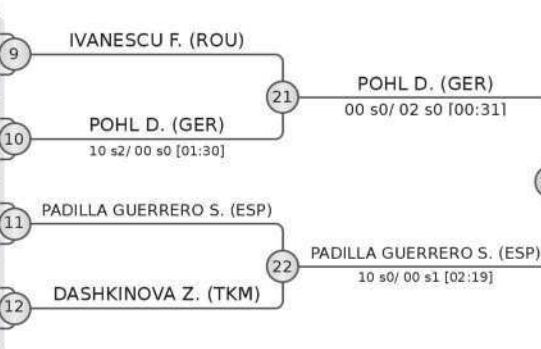 9
IVANESCU F. (ROU)
21
POHL D. (GER)
00 s0/ 02 s0 [00:31]
10
POHL D. (GER)
10 s2/ 00 s0 [01:30]
11
PADILLA GUERRERO S. (ESP)
22
PADILLA GUERRERO S. (ESP)
10 s0/ 00 s1 [02:19]
12
DASHKINOVA Z. (TKM)